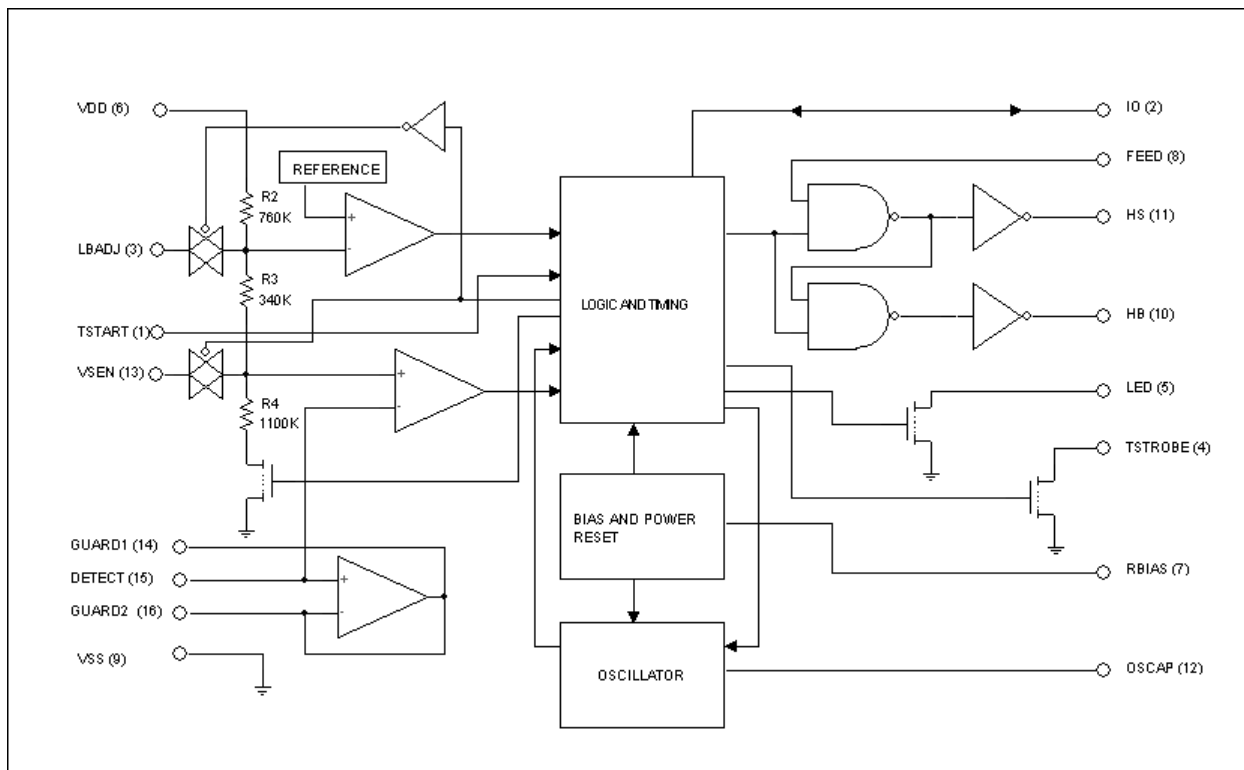 VDD (6)
IO (2)
FEED (8)
REFERENCE
R2
760K
+
HS (11)
LBADJ (3)
-
R3
340K
LOGIC AND TIMING
HB (10)
TSTART (1)
VSEN (13)
+
LED (5)
R4
1100K
-
TSTROBE (4)
BIAS AND POWER
RESET
GUARD1 (14)
RBIAS (7)
DETECT (15)
+
GUARD2 (16)
-
VSS (9)
OSCILLATOR
OSCAP (12)